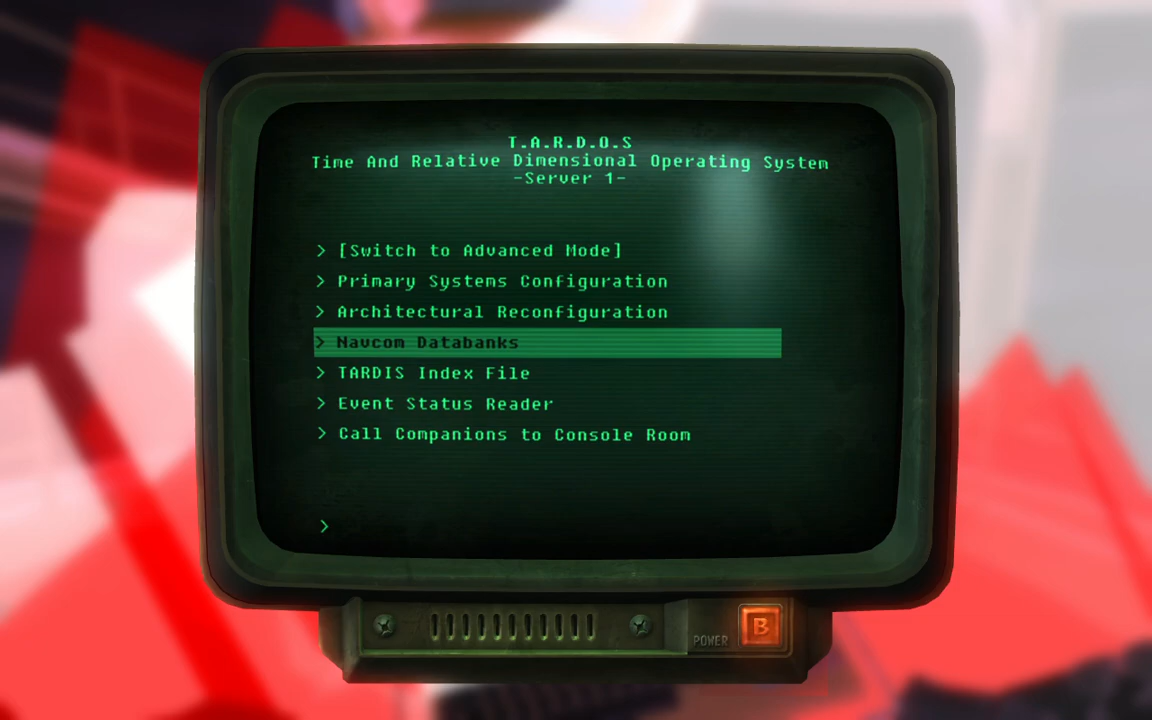 T.A.R.D.O.S
Time And Relative Dimensional Operating System
-Server 1-
> [Switch to Advanced Mode]
> Primary Systems Configuration
> Architectural Reconfiguration
> Navcom Databanks
> TARDIS Index File
> Event Status Reader
> Call Companions to Console Room
>
POWER B